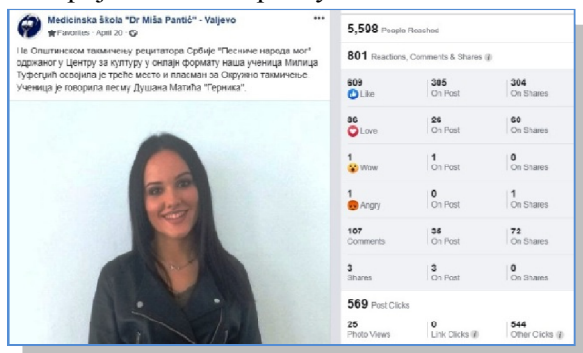 Medicinska škola "Dr Miša Pantić" - Valjevo
Favorites · April 20 ·
На Општинском такмичењу рецитатора Србије "Песниче народа мог"
одржаног у Центру за културу у онлајн формату наша ученица Милица
Туфегџић освојила је треће место и пласман за Окружно такмичење.
Ученица је говорила песму Душана Матића "Герника".
5,598 People Reached
801 Reactions, Comments & Shares
609 305 304
Like On Post On Shares
86 26 60
Love On Post On Shares
1 1 0
Wow On Post On Shares
1 0 1
Angry On Post On Shares
107 35 72
Comments On Post On Shares
3 3 0
Shares On Post On Shares
569 Post Clicks
25 0 544
Photo Views Link Clicks Other Clicks